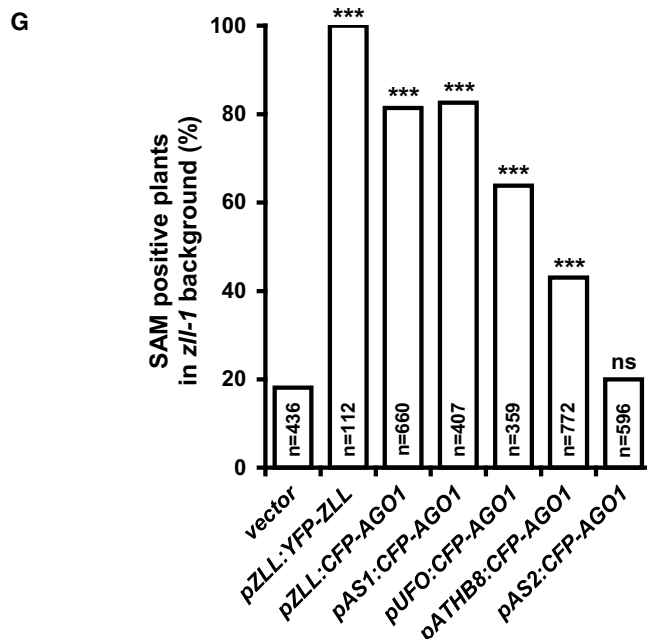 G
SAM positive plants
in zll-1 background (%)
100
80
60
40
20
0
***
***
***
***
***
ns
n=436
n=112
n=660
n=407
n=359
n=772
n=596
vector
pZLL:YFP-ZLL
pZLL:CFP-AGO1
pAS1:CFP-AGO1
pUFO:CFP-AGO1
pATHB8:CFP-AGO1
pAS2:CFP-AGO1